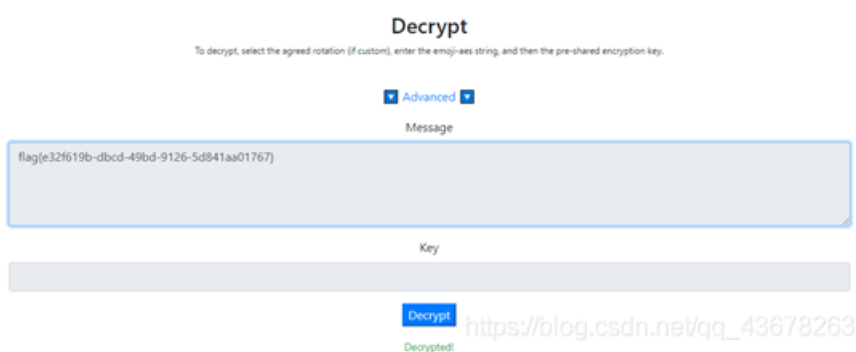 Decrypt
To decrypt, select the agreed rotation (if custom), enter the emoji-aes string, and then the pre-shared encryption key.
Advanced
Message
flag{e32f619b-dbcd-49bd-9126-5d841aa01767}
Key
Decrypt
https://blog.csdn.net/qq_43678263
Decrypted!